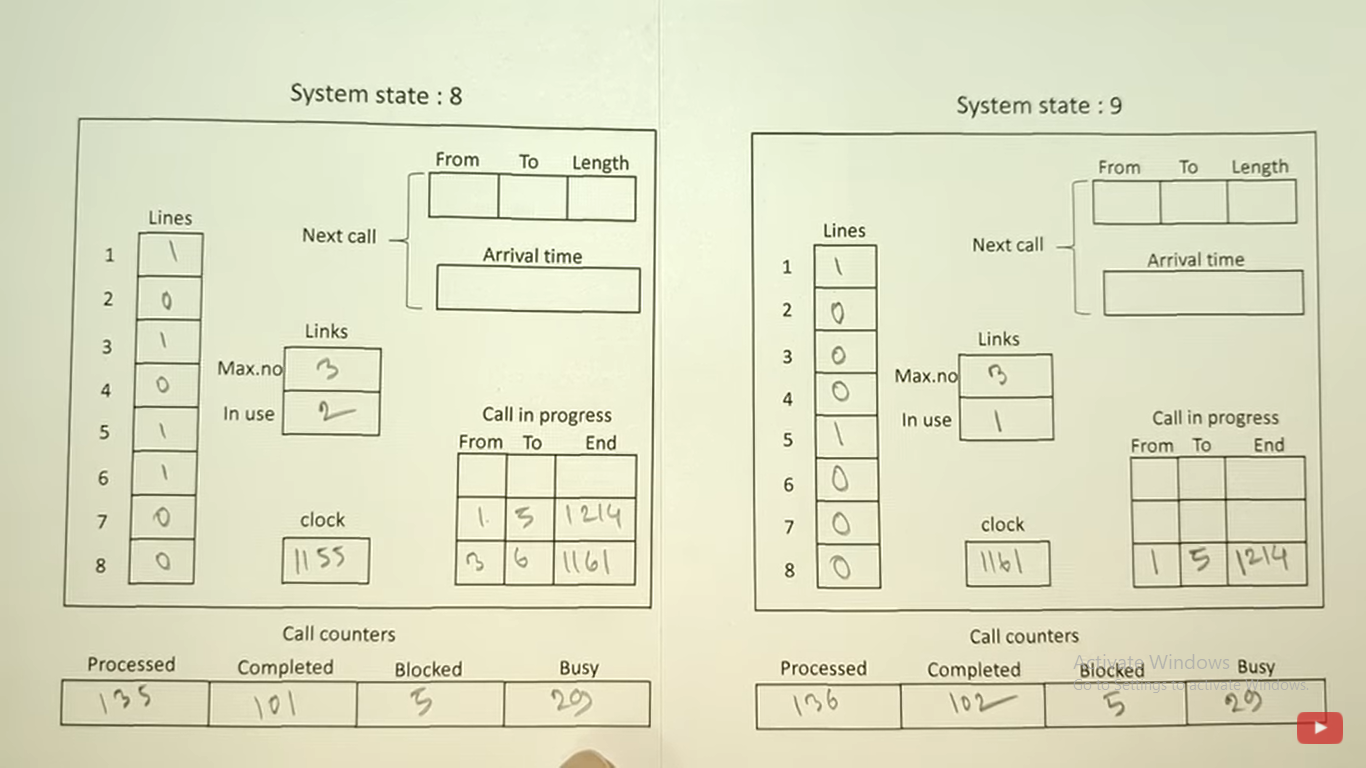 System state : 8
From To Length
Next call
Arrival time
Lines
1 1
2 0
3 1
4 0
5 1
6 1
7 0
8 0
Links
Max.no 3
In use 2
Call in progress
From To End
1. 5 1214
3 6 1161
clock
1155
Call counters
Processed Completed Blocked Busy
135 101 5 29
System state : 9
From To Length
Next call
Arrival time
Lines
1 1
2 0
3 0
4 0
5 1
6 0
7 0
8 0
Links
Max.no 3
In use 1
Call in progress
From To End
1 5 1214
clock
1161
Call counters
Processed Completed Blocked Busy
136 102 5 29
Activate Windows
Go to Settings to activate Windows.